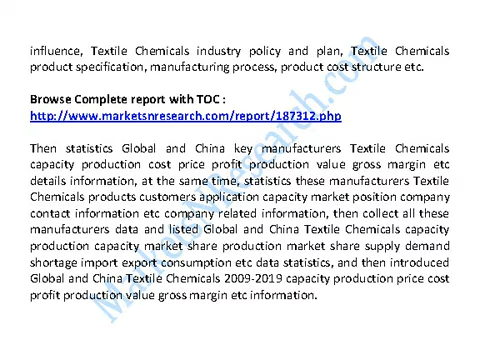 influence, Textile Chemicals industry policy and plan, Textile Chemicals
product specification, manufacturing process, product cost structure etc.
Browse Complete report with TOC :
http://www.marketsnresearch.com/report/187312.php
Then statistics Global and China key manufacturers Textile Chemicals
capacity production cost price profit production value gross margin etc
details information, at the same time, statistics these manufacturers Textile
Chemicals products customers application capacity market position company
contact information etc company related information, then collect all these
manufacturers data and listed Global and China Textile Chemicals capacity
production capacity market share production market share supply demand
shortage import export consumption etc data statistics, and then introduced
Global and China Textile Chemicals 2009-2019 capacity production price cost
profit production value gross margin etc information.
MarketsNResearch.com